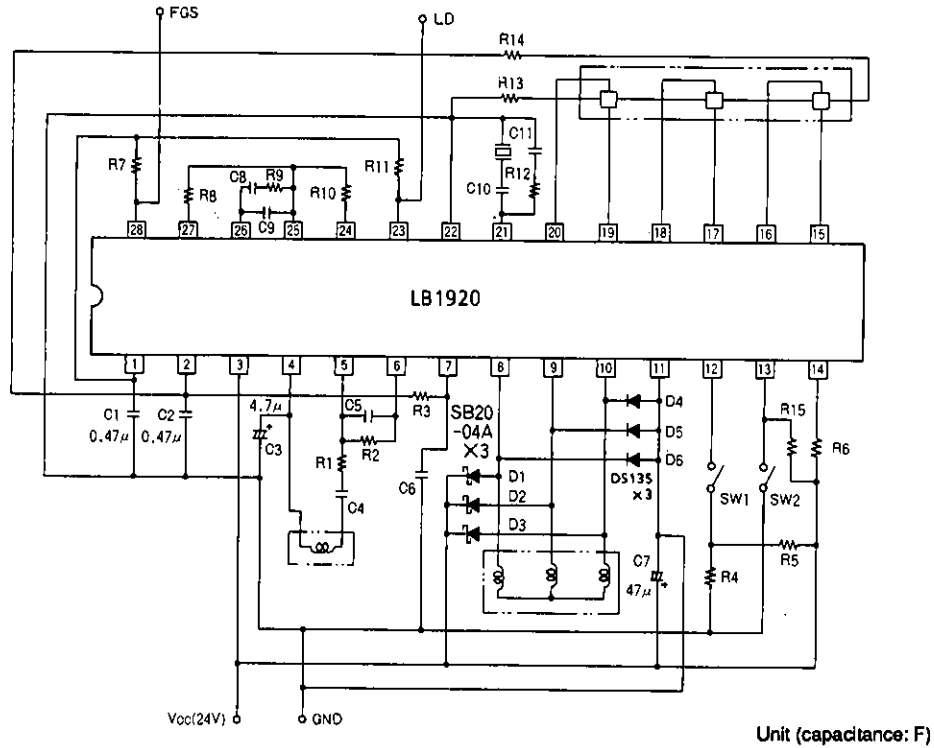 FGS
LD
R14
R13
R7
R8
C8 R9
C9
R10
R11
C11
R12
C10
28 27 26 25 24 23 22 21 20 19 18 17 16 15
LB1920
1 2 3 4 5 6 7 8 9 10 11 12 13 14
C1
0.47μ
C2
0.47μ
4.7μ
+
C3
C5
R2
R1
C4
R3
C6
SB20
-04A
×3
D1
D2
D3
D4
D5
D6
DS135
×3
C7
47μ
+
SW1
SW2
R15
R6
R5
R4
Vcc(24V)
GND
Unit (capacitance: F)